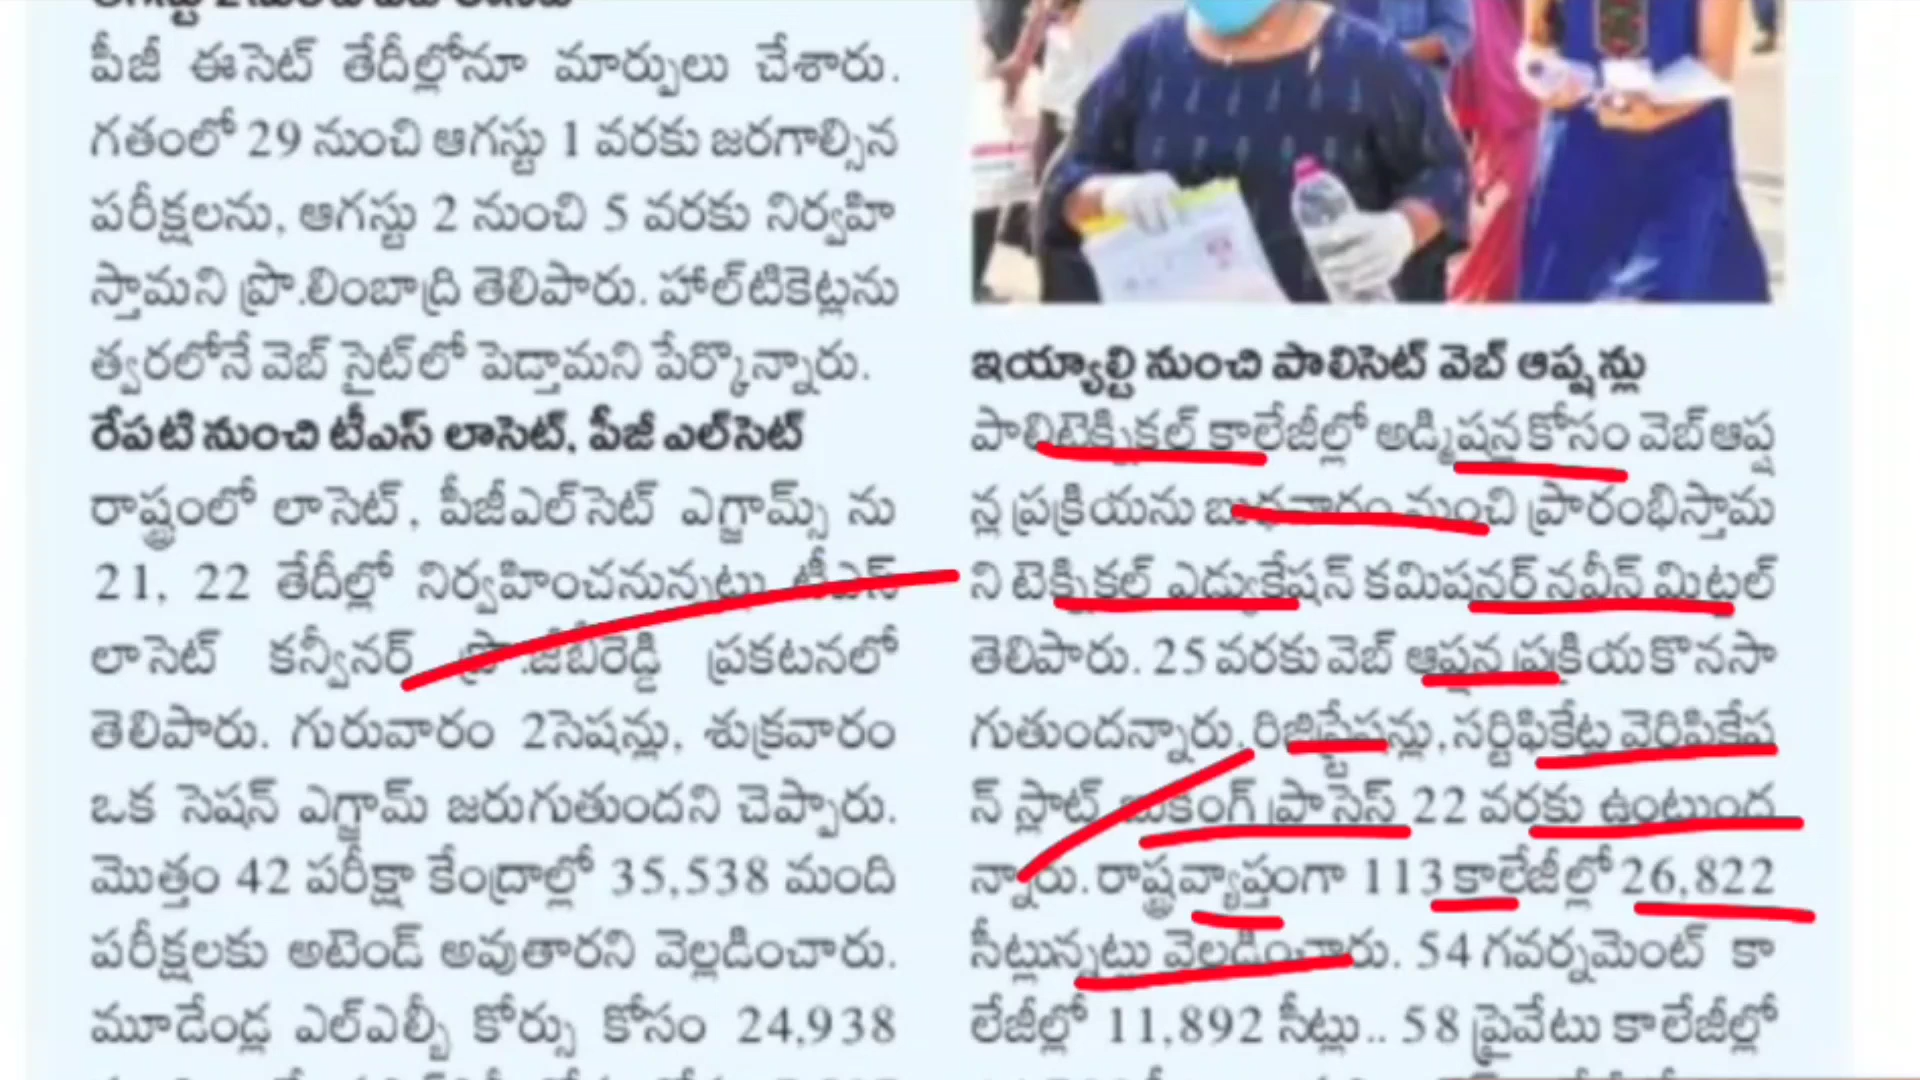 పీజీ ఈసెట్ తేదీల్లోనూ మార్పులు చేశారు.
గతంలో 29 నుంచి ఆగస్టు 1 వరకు జరగాల్సిన
పరీక్షలను, ఆగస్టు 2 నుంచి 5 వరకు నిర్వహి
స్తామని ప్రొ.లింబాద్రి తెలిపారు. హాల్‌టికెట్లను
త్వరలోనే వెబ్ సైట్‌లో పెడ్తామని పేర్కొన్నారు.
రేపటి నుంచి టీఎస్ లాసెట్, పీజీ ఎల్‌సెట్
రాష్ట్రంలో లాసెట్, పీజీఎల్‌సెట్ ఎగ్జామ్స్ ను
21, 22 తేదీల్లో నిర్వహించనున్నట్టు టీఎస్
లాసెట్ కన్వీనర్ ప్రొ.జీబీరెడ్డి ప్రకటనలో
తెలిపారు. గురువారం 2సెషన్లు, శుక్రవారం
ఒక సెషన్ ఎగ్జామ్ జరుగుతుందని చెప్పారు.
మొత్తం 42 పరీక్షా కేంద్రాల్లో 35,538 మంది
పరీక్షలకు అటెండ్ అవుతారని వెల్లడించారు.
మూడేండ్ల ఎల్ఎల్బీ కోర్సు కోసం 24,938
ఇయ్యాల్టి నుంచి పాలిసెట్ వెబ్ ఆప్షన్లు
పాలిటెక్నికల్ కాలేజీల్లో అడ్మిషన్ల కోసం వెబ్ ఆప్ష
న్ల ప్రక్రియను బుధవారం నుంచి ప్రారంభిస్తామ
ని టెక్నికల్ ఎడ్యుకేషన్ కమిషనర్ నవీన్ మిట్టల్
తెలిపారు. 25 వరకు వెబ్ ఆప్షన్ల ప్రక్రియ కొనసా
గుతుందన్నారు. రిజిస్ట్రేషన్లు, సర్టిఫికేట్ల వెరిఫికేష
న్ స్లాట్ బుకింగ్ ప్రాసెస్ 22 వరకు ఉంటుంద
న్నారు. రాష్ట్రవ్యాప్తంగా 113 కాలేజీల్లో 26,822
సీట్లున్నట్టు వెల్లడించారు. 54 గవర్నమెంట్ కా
లేజీల్లో 11,892 సీట్లు.. 58 ప్రైవేటు కాలేజీల్లో